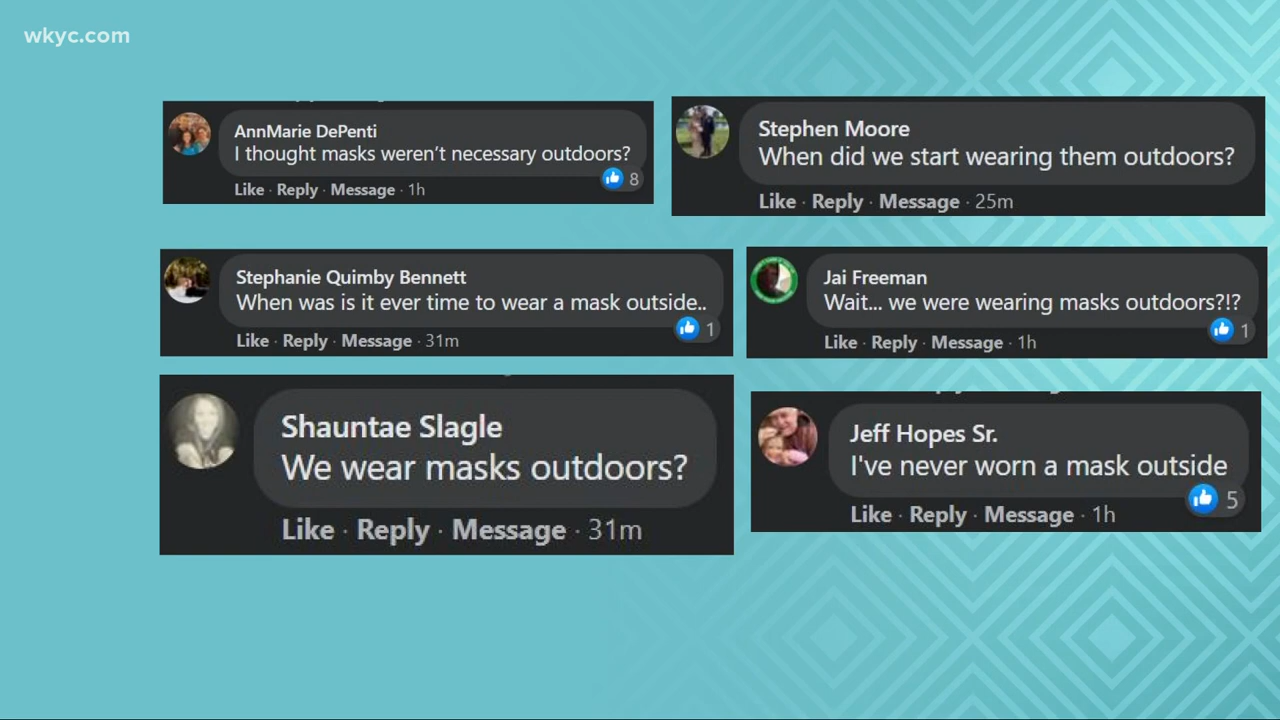 wkyc.com
AnnMarie DePenti
I thought masks weren't necessary outdoors?
Like · Reply · Message · 1h
8
Stephen Moore
When did we start wearing them outdoors?
Like · Reply · Message · 25m
Stephanie Quimby Bennett
When was is it ever time to wear a mask outside..
Like · Reply · Message · 31m
1
Jai Freeman
Wait... we were wearing masks outdoors?!?
Like · Reply · Message · 1h
1
Shauntae Slagle
We wear masks outdoors?
Like · Reply · Message · 31m
Jeff Hopes Sr.
I've never worn a mask outside
Like · Reply · Message · 1h
5